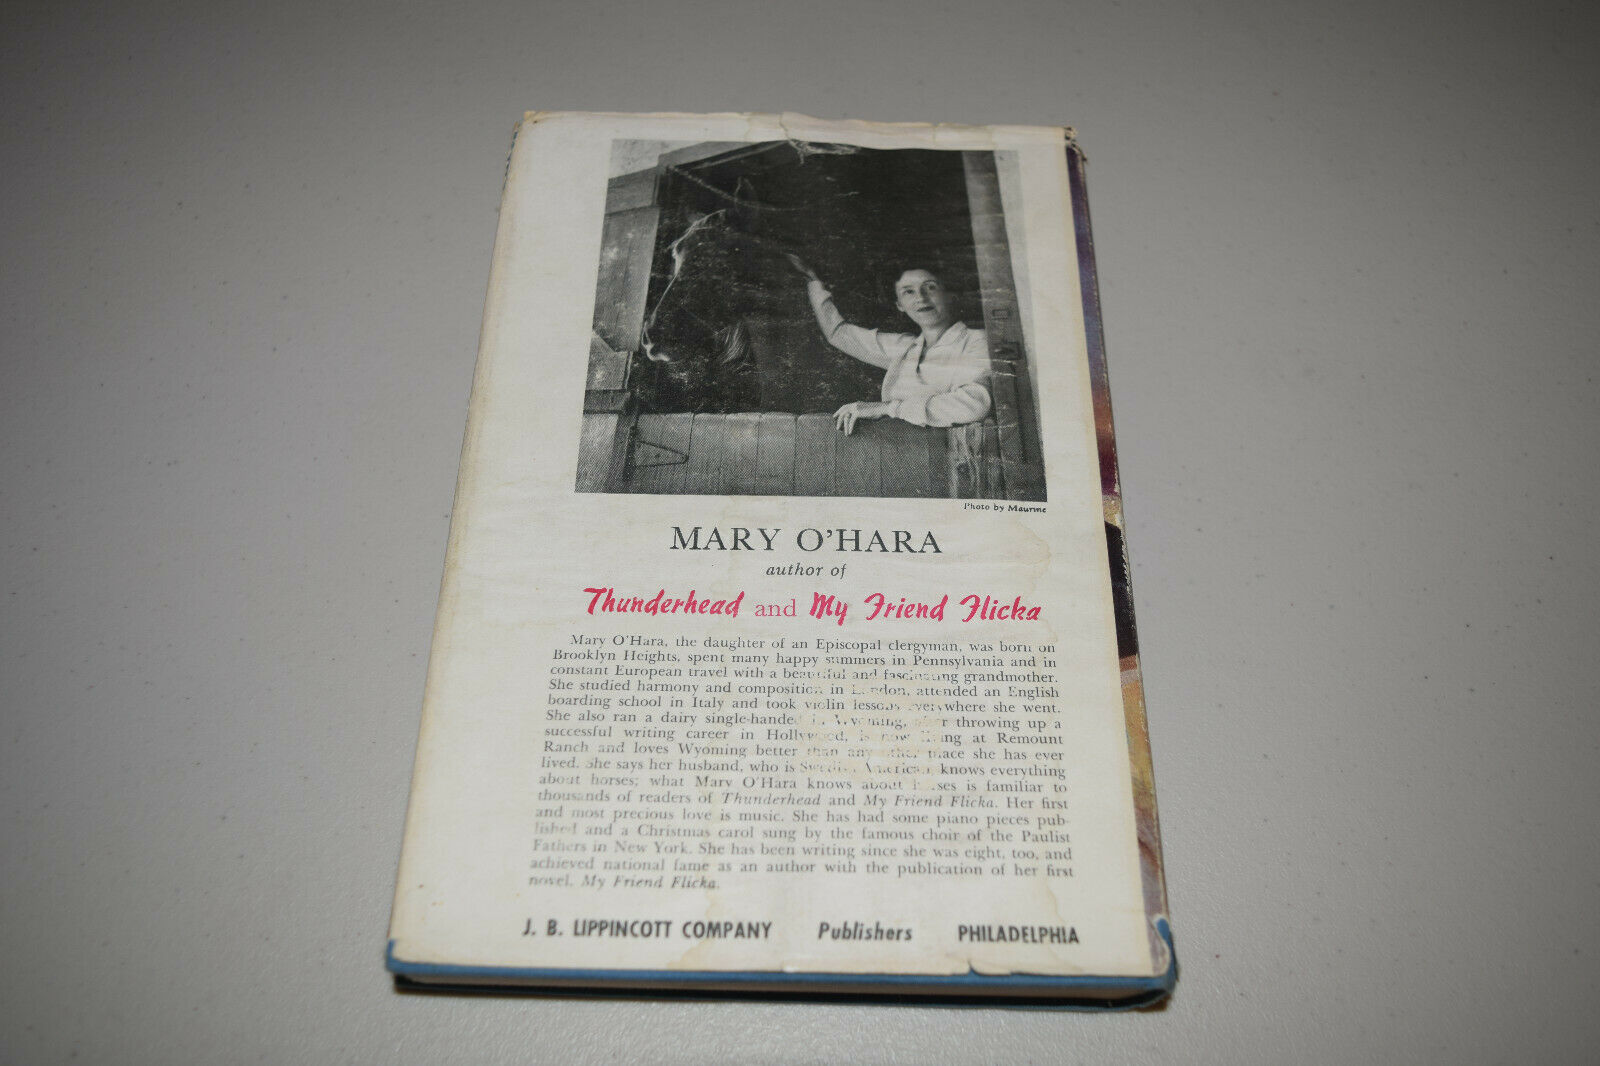 Photo by Maurine
MARY O'HARA
author of
Thunderhead and My Friend Flicka
Mary O'Hara, the daughter of an Episcopal clergyman, was born on
Brooklyn Heights, spent many happy summers in Pennsylvania and in
constant European travel with a beautiful and fascinating grandmother.
She studied harmony and composition in London, attended an English
boarding school in Italy and took violin lessons everywhere she went.
She also ran a dairy single-handed in Wyoming, after throwing up a
successful writing career in Hollywood, is now living at Remount
Ranch and loves Wyoming better than any other place she has ever
lived. She says her husband, who is Swedish American, knows everything
about horses; what Mary O'Hara knows about horses is familiar to
thousands of readers of Thunderhead and My Friend Flicka. Her first
and most precious love is music. She has had some piano pieces pub-
lished and a Christmas carol sung by the famous choir of the Paulist
Fathers in New York. She has been writing since she was eight, too, and
achieved national fame as an author with the publication of her first
novel, My Friend Flicka.
J. B. LIPPINCOTT COMPANY Publishers PHILADELPHIA